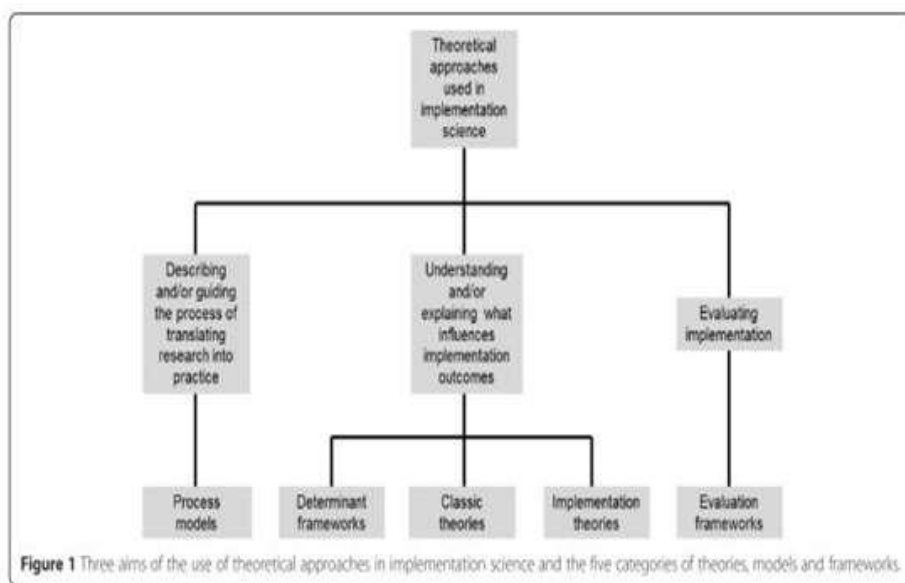 Theoretical
approaches
used in
implementation
science
Describing
and/or guiding
the process of
translating
research into
practice
Understanding
and/or
explaining what
influences
implementation
outcomes
Evaluating
implementation
Process
models
Determinant
frameworks
Classic
theories
Implementation
theories
Evaluation
frameworks
Figure 1 Three aims of the use of theoretical approaches in implementation science and the five categories of theories, models and frameworks.